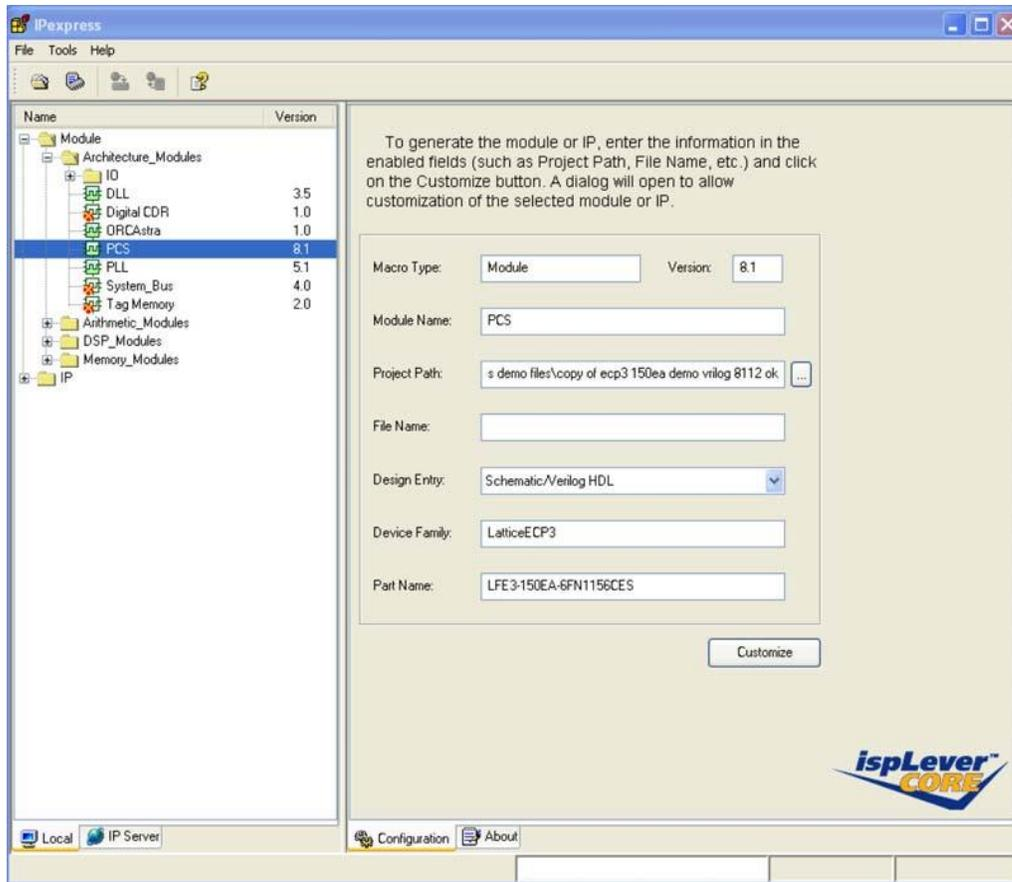 IPexpress
File Tools Help
Name Version
Module
Architecture_Modules
IO
DLL 3.5
Digital CDR 1.0
ORCAstra 1.0
PCS 8.1
PLL 5.1
System_Bus 4.0
Tag Memory 2.0
Arithmetic_Modules
DSP_Modules
Memory_Modules
IP
Local IP Server
To generate the module or IP, enter the information in the
enabled fields (such as Project Path, File Name, etc.) and click
on the Customize button. A dialog will open to allow
customization of the selected module or IP.
Macro Type: Module Version: 8.1
Module Name: PCS
Project Path: s demo files\copy of ecp3 150ea demo vrilog 8112 ok ...
File Name:
Design Entry: Schematic/Verilog HDL
Device Family: LatticeECP3
Part Name: LFE3-150EA-6FN1156CES
Customize
ispLever™
CORE
Configuration About